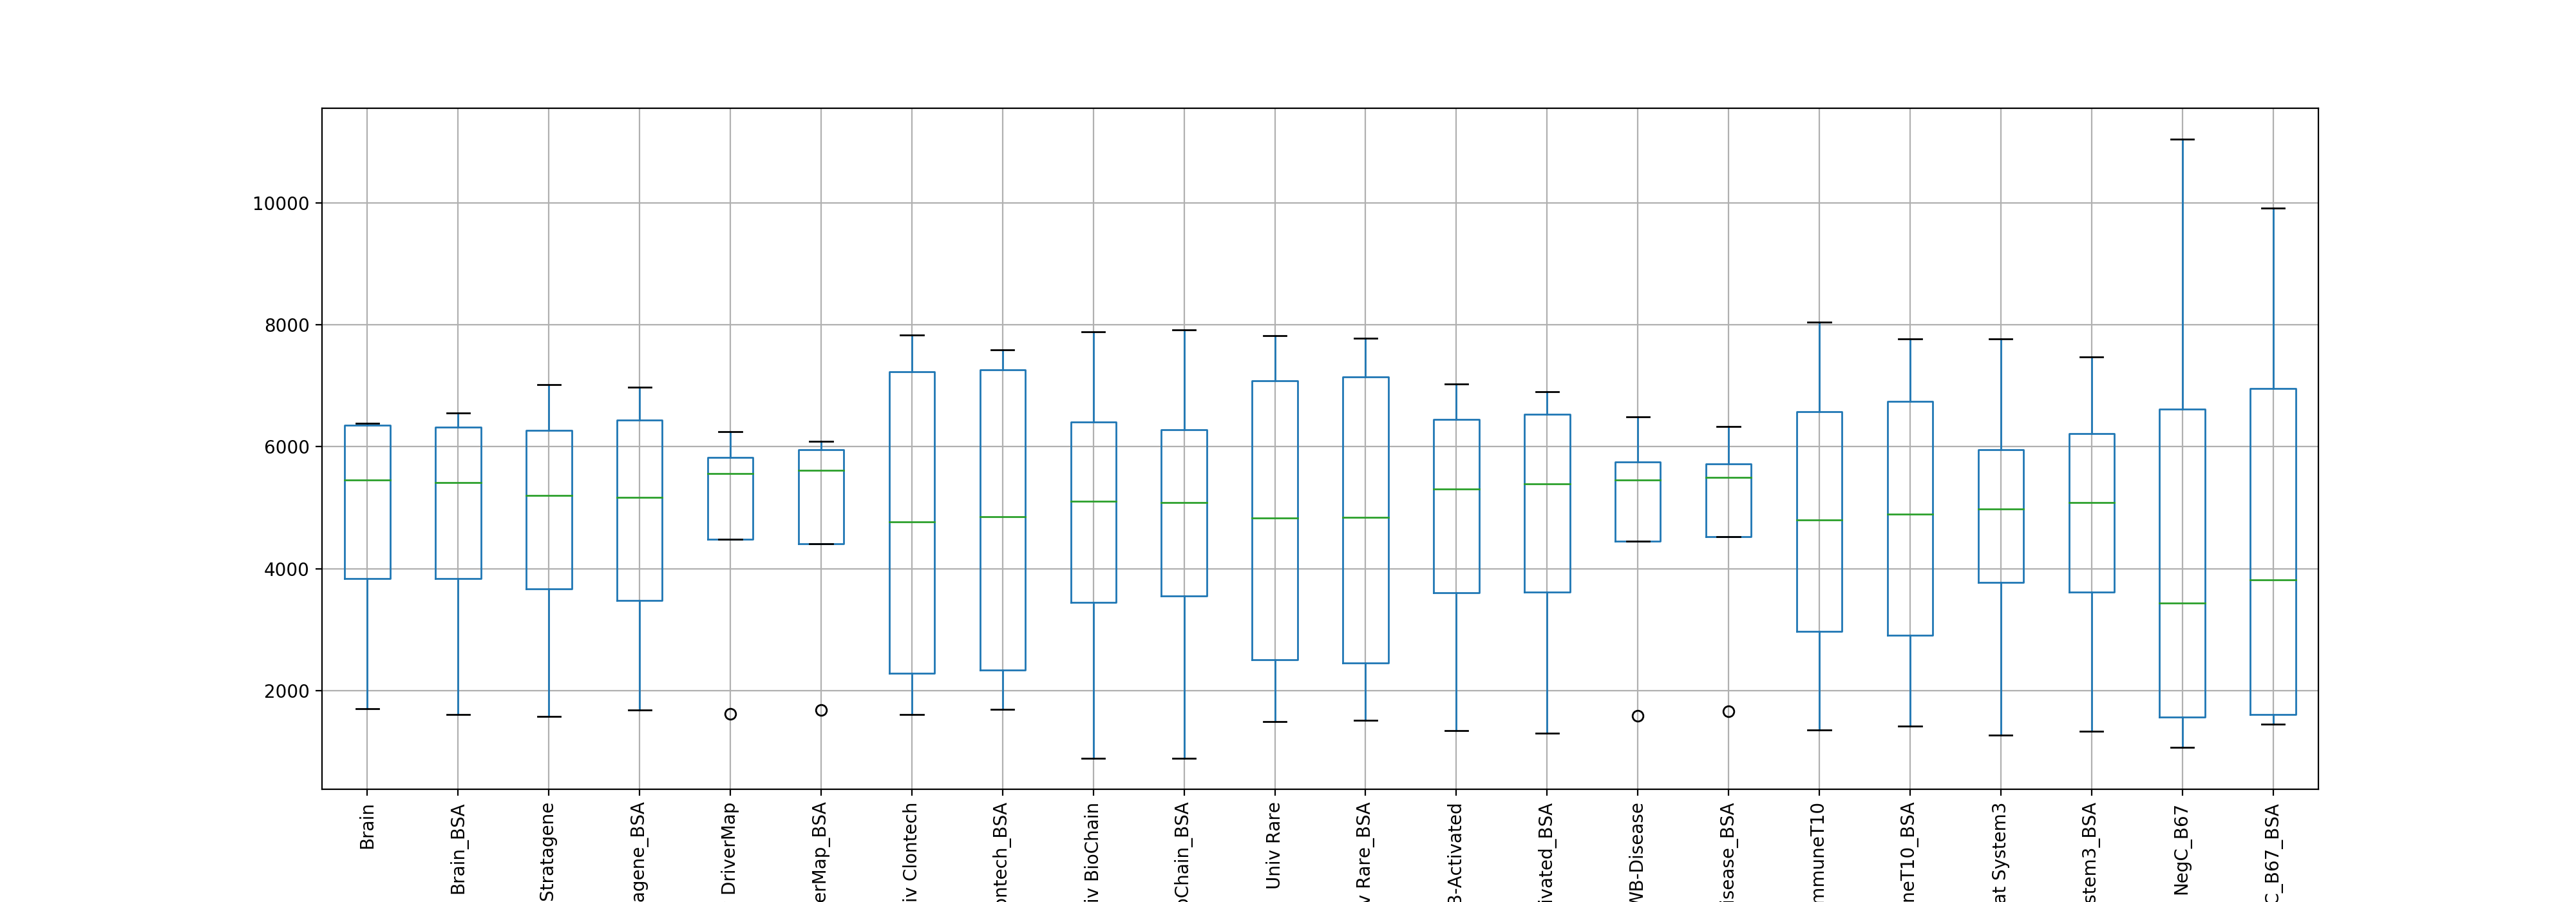 10000
8000
6000
4000
2000
Brain
Brain_BSA
Stratagene
agene_BSA
DriverMap
erMap_BSA
iv Clontech
ontech_BSA
iv BioChain
Chain_BSA
Univ Rare
v Rare_BSA
-Activated
ivated_BSA
WB-Disease
isease_BSA
mmuneT10
neT10_BSA
at System3
stem3_BSA
NegC_B67
C_B67_BSA